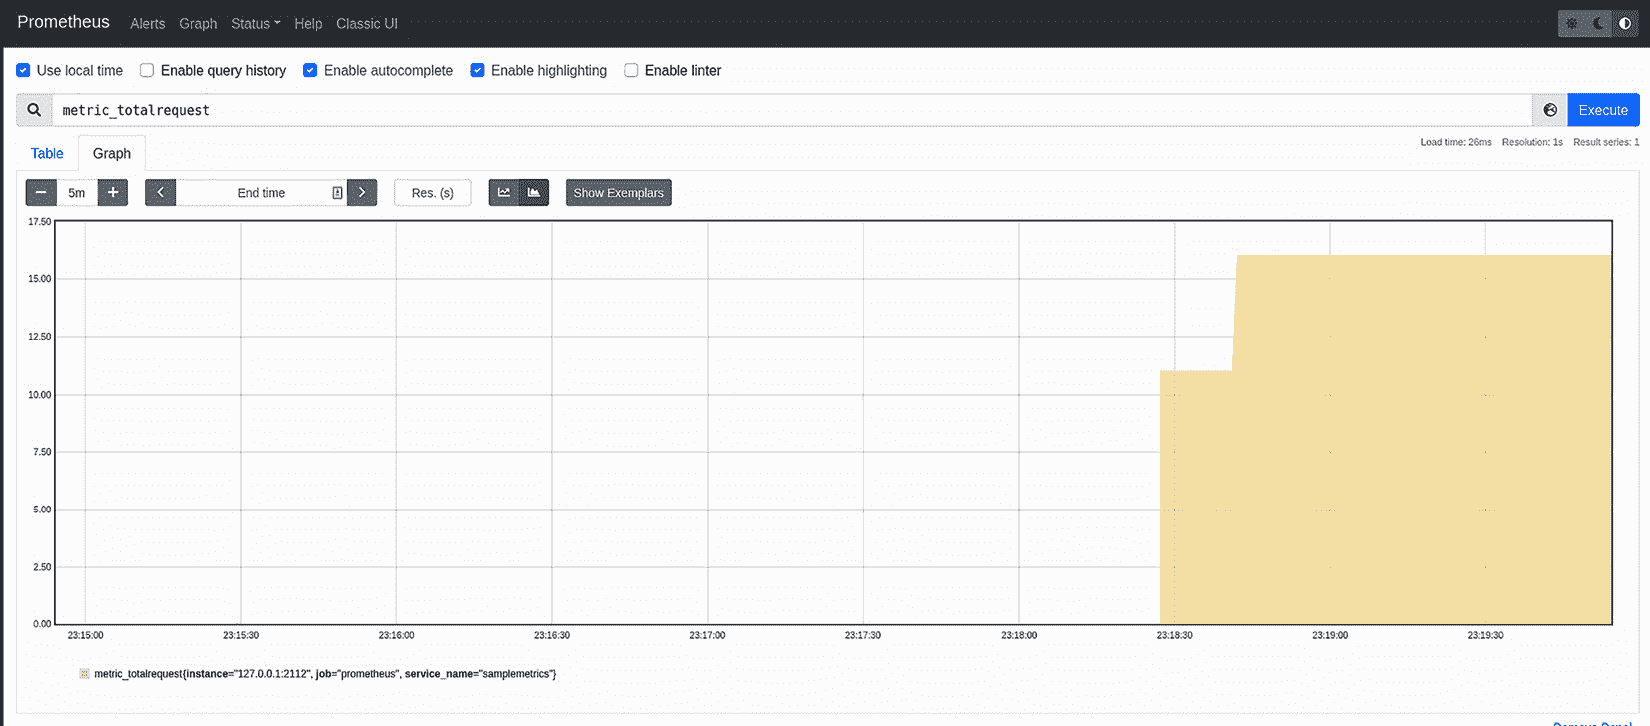 Prometheus Alerts Graph Status Help Classic UI
Use local time Enable query history Enable autocomplete Enable highlighting Enable linter
metric_totalrequest Execute
Load time: 26ms Resolution: 1s Result series: 1
Table Graph
5m End time Res. (s) Show Exemplars
17.50
15.00
12.50
10.00
7.50
5.00
2.50
0.00
23:15:00 23:15:30 23:16:00 23:16:30 23:17:00 23:17:30 23:18:00 23:18:30 23:19:00 23:19:30
metric_totalrequest{instance="127.0.0.1:2112", job="prometheus", service_name="samplemetrics"}
Remove Panel